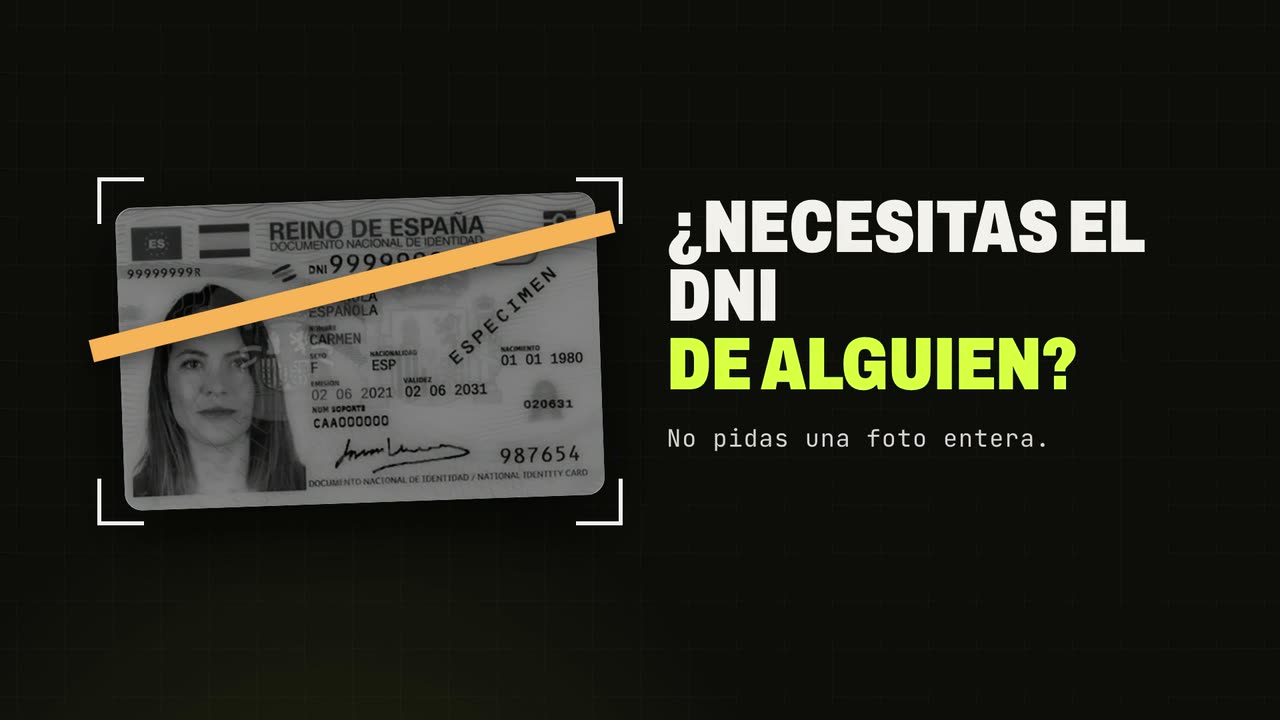 ES
REINO DE ESPAÑA
DOCUMENTO NACIONAL DE IDENTIDAD
99999999R
DNI
ESPAÑOLA
CARMEN
SEXO
NACIONALIDAD
F
ESP
NACIMIENTO
01 01 1980
EMISIÓN
VALIDEZ
02 06 2021
02 06 2031
NUM SOPORTE
CAA000000
020631
ESPECIMEN
987654
DOCUMENTO NACIONAL DE IDENTIDAD / NATIONAL IDENTITY CARD
¿NECESITAS EL
DNI
DE ALGUIEN?
No pidas una foto entera.